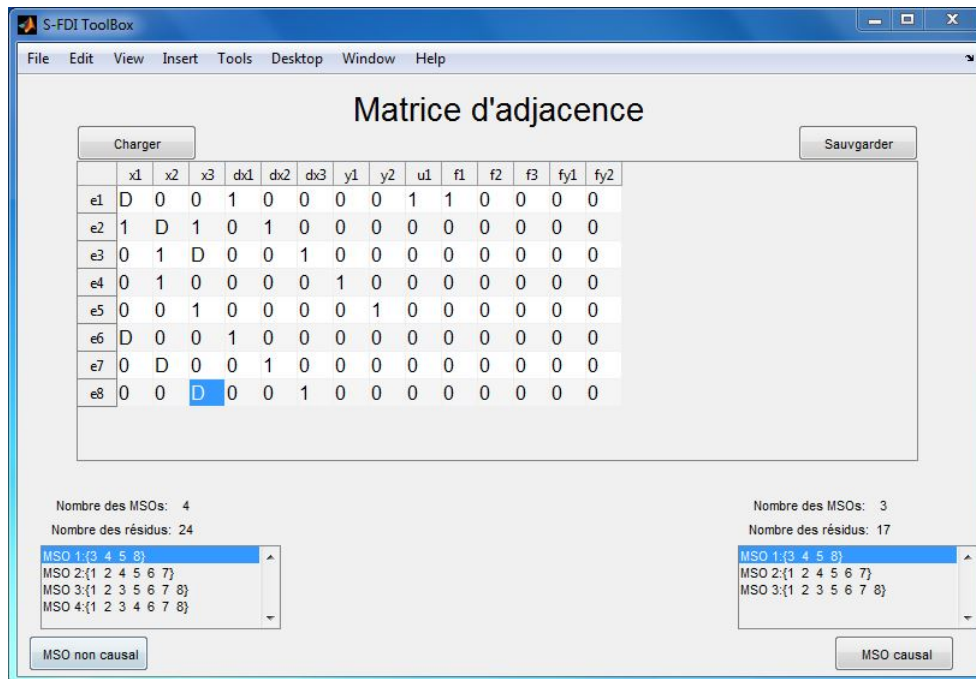 S-FDI ToolBox
File Edit View Insert Tools Desktop Window Help
Matrice d'adjacence
Charger Sauvgarder
x1 x2 x3 dx1 dx2 dx3 y1 y2 u1 f1 f2 f3 fy1 fy2
e1 D 0 0 1 0 0 0 0 1 1 0 0 0 0
e2 1 D 1 0 1 0 0 0 0 0 0 0 0 0
e3 0 1 D 0 0 1 0 0 0 0 0 0 0 0
e4 0 1 0 0 0 0 1 0 0 0 0 0 0 0
e5 0 0 1 0 0 0 0 1 0 0 0 0 0 0
e6 D 0 0 1 0 0 0 0 0 0 0 0 0 0
e7 0 D 0 0 1 0 0 0 0 0 0 0 0 0
e8 0 0 D 0 0 1 0 0 0 0 0 0 0 0
Nombre des MSOs: 4
Nombre des résidus: 24
MSO 1:{3 4 5 8}
MSO 2:{1 2 4 5 6 7}
MSO 3:{1 2 3 5 6 7 8}
MSO 4:{1 2 3 4 6 7 8}
MSO non causal
Nombre des MSOs: 3
Nombre des résidus: 17
MSO 1:{3 4 5 8}
MSO 2:{1 2 4 5 6 7}
MSO 3:{1 2 3 5 6 7 8}
MSO causal